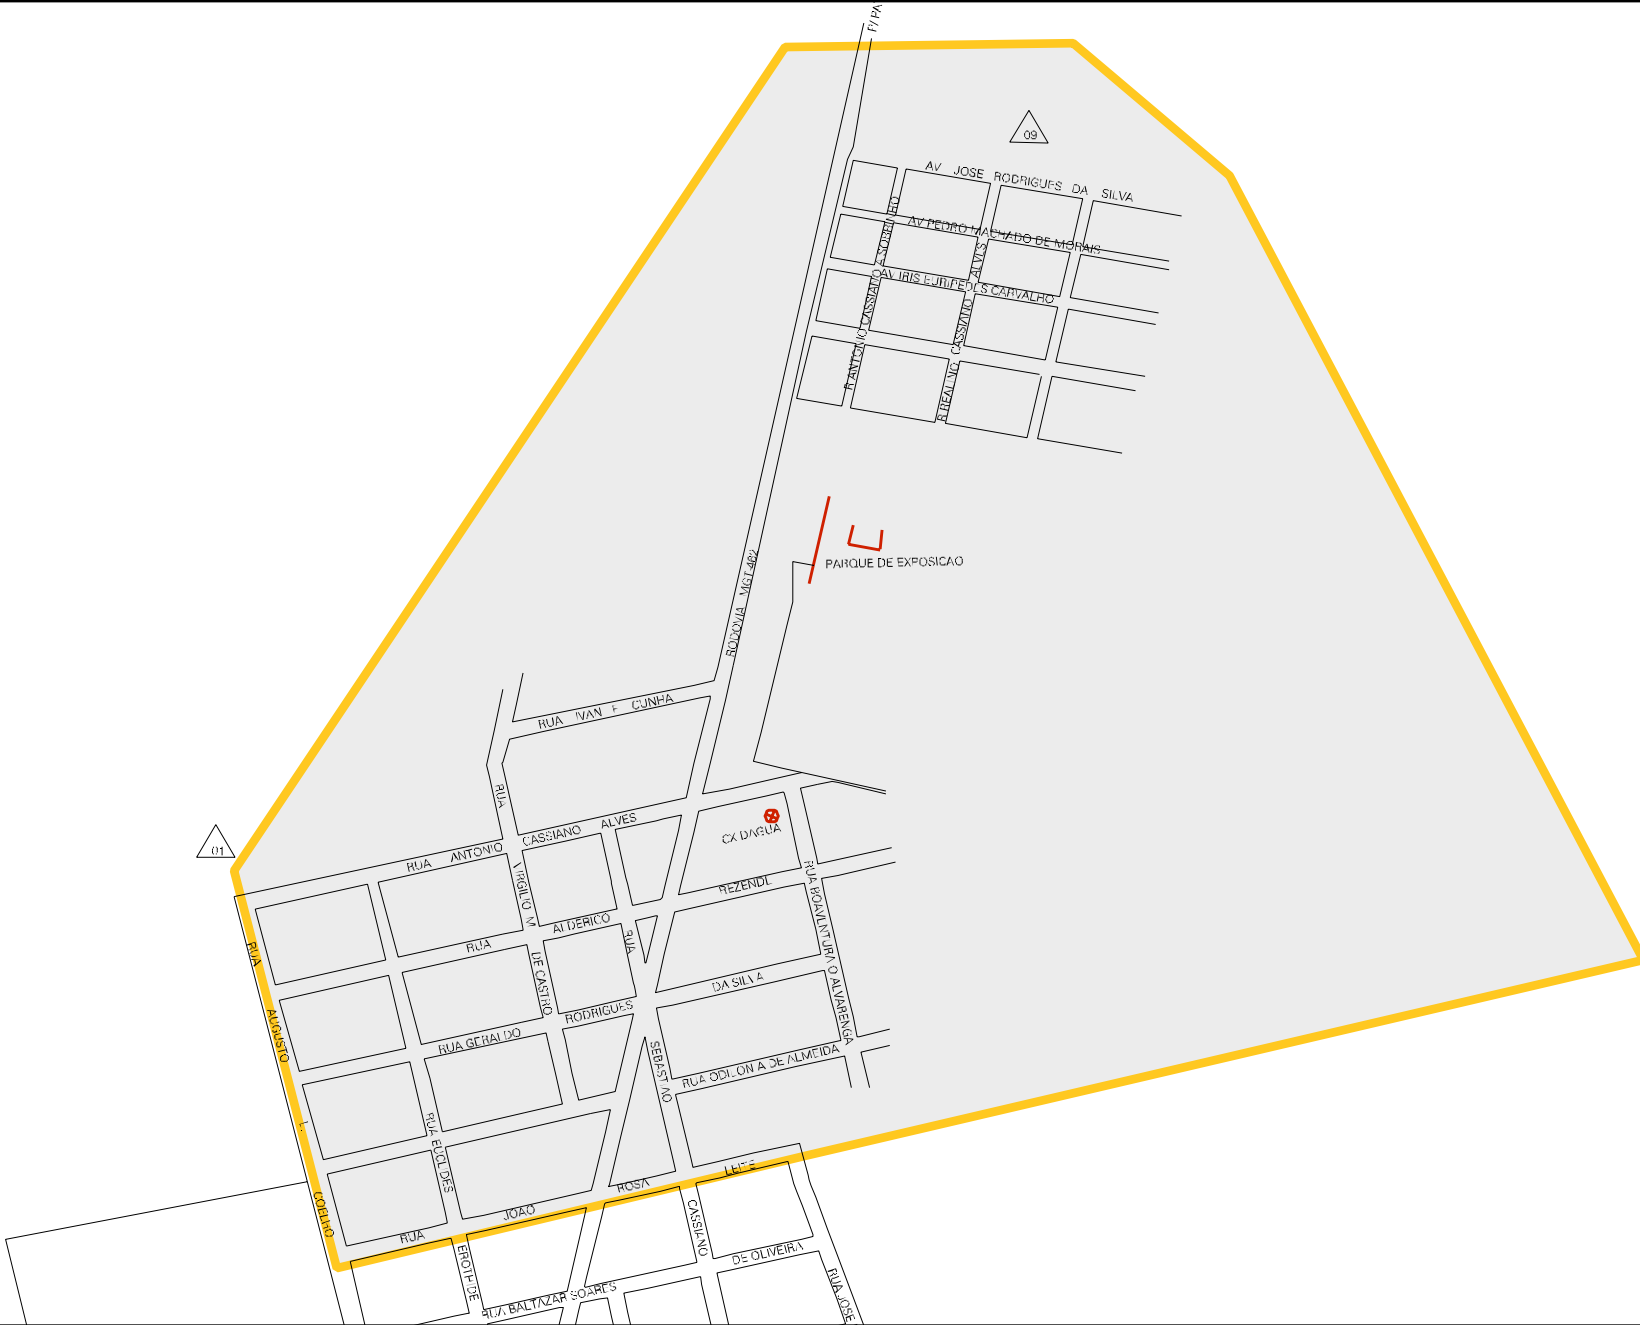 P/ PA
09
AV JOSE RODRIGUES DA SILVA
AV PEDRO MACHADO DE MORAIS
AV IRIS EURIPEDES CARVALHO
R ANTONIO CASSIANO A SOBRINHO
R REALINO CASSIANO ALVES
PARQUE DE EXPOSICAO
RODOVIA MGT-462
RUA IVAN F CUNHA
RUA VIRGILIO M DE CASTRO
RUA ANTONIO CASSIANO ALVES
CX DAGUA
01
RUA ALDERICO REZENDE
RUA BOAVENTURA O ALVARENGA
RUA GERALDO RODRIGUES DA SILVA
RUA SEBASTIAO CASSIANO
RUA ODILON A DE ALMEIDA
RUA AUGUSTO L. COELHO
RUA EUCLIDES
RUA JOAO ROSA LEITE
EROTHIDE
DE OLIVEIRA
RUA BALTAZAR SOARES
RUA JOSE